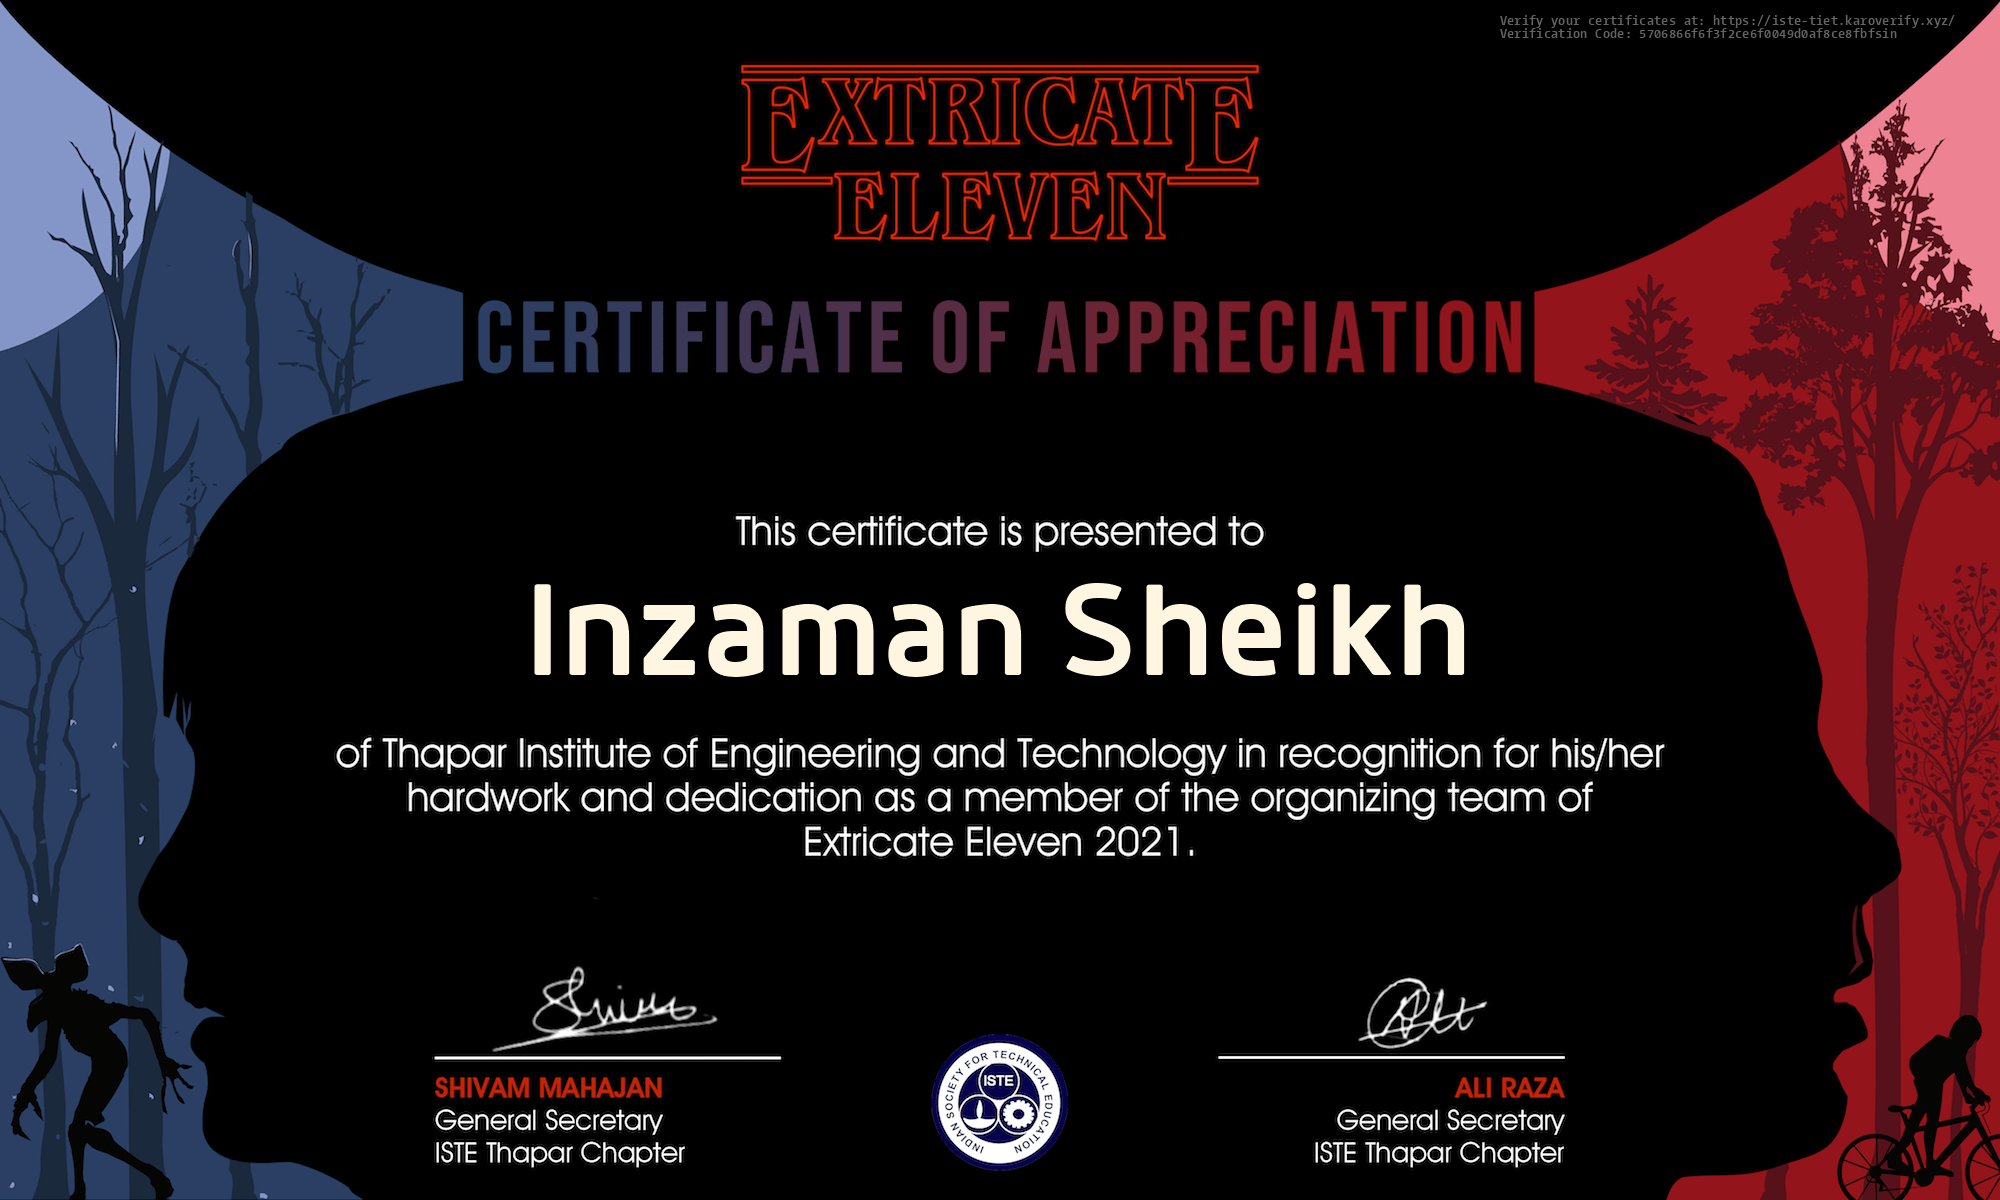 Verify your certificates at: https://iste-tiet.karoverify.xyz/
Verification Code: 5706866f6f3f2ce6f0049d0af8ce8fbfsin
EXTRICATE
ELEVEN
CERTIFICATE OF APPRECIATION
This certificate is presented to
Inzaman Sheikh
of Thapar Institute of Engineering and Technology in recognition for his/her
hardwork and dedication as a member of the organizing team of
Extricate Eleven 2021.
SHIVAM MAHAJAN
General Secretary
ISTE Thapar Chapter
INDIAN SOCIETY FOR TECHNICAL EDUCATION
ISTE
ALI RAZA
General Secretary
ISTE Thapar Chapter